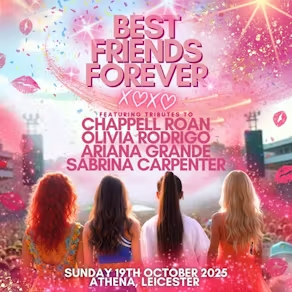 BEST
FRIENDS
FOREVER
XOXO
FEATURING TRIBUTES TO
CHAPPELL ROAN
OLIVIA RODRIGO
ARIANA GRANDE
SABRINA CARPENTER
SUNDAY 19TH OCTOBER 2025
ATHENA, LEICESTER